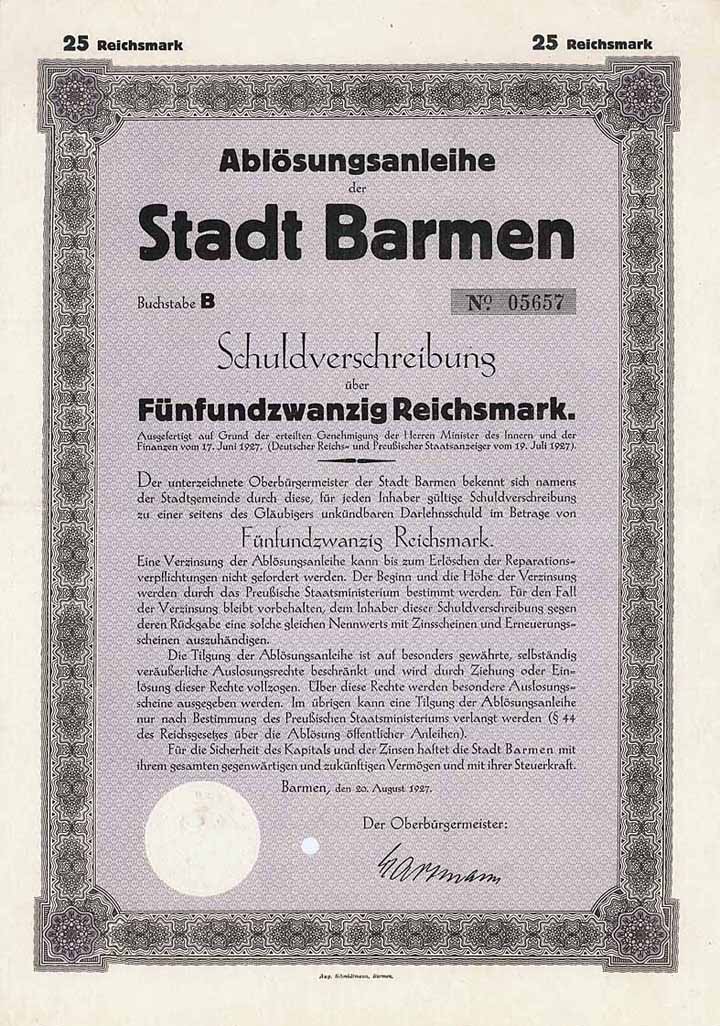 25 Reichsmark 25 Reichsmark
Ablösungsanleihe
der
Stadt Barmen
Buchstabe B No. 05657
Schuldverschreibung
über
Fünfundzwanzig Reichsmark.
Ausgefertigt auf Grund der erteilten Genehmigung der Herren Minister des Innern und der
Finanzen vom 17. Juni 1927. (Deutscher Reichs- und Preußischer Staatsanzeiger vom 19. Juli 1927).
Der unterzeichnete Oberbürgermeister der Stadt Barmen bekennt sich namens
der Stadtgemeinde durch diese, für jeden Inhaber gültige Schuldverschreibung
zu einer seitens des Gläubigers unkündbaren Darlehnsschuld im Betrage von
Fünfundzwanzig Reichsmark.
Eine Verzinsung der Ablösungsanleihe kann bis zum Erlöschen der Reparations-
verpflichtungen nicht gefordert werden. Der Beginn und die Höhe der Verzinsung
werden durch das Preußische Staatsministerium bestimmt werden. Für den Fall
der Verzinsung bleibt vorbehalten, dem Inhaber dieser Schuldverschreibung gegen
deren Rückgabe eine solche gleichen Nennwerts mit Zinsscheinen und Erneuerungs-
scheinen auszuhändigen.
Die Tilgung der Ablösungsanleihe ist auf besonders gewährte, selbständig
veräußerliche Auslosungsrechte beschränkt und wird durch Ziehung oder Ein-
lösung dieser Rechte vollzogen. Über diese Rechte werden besondere Auslosungs-
scheine ausgegeben werden. Im übrigen kann eine Tilgung der Ablösungsanleihe
nur nach Bestimmung des Preußischen Staatsministeriums verlangt werden (§ 44
des Reichsgesetzes über die Ablösung öffentlicher Anleihen).
Für die Sicherheit des Kapitals und der Zinsen haftet die Stadt Barmen mit
ihrem gesamten gegenwärtigen und zukünftigen Vermögen und mit ihrer Steuerkraft.
Barmen, den 20. August 1927.
Der Oberbürgermeister:
Aug. Schmidtmann, Barmen.